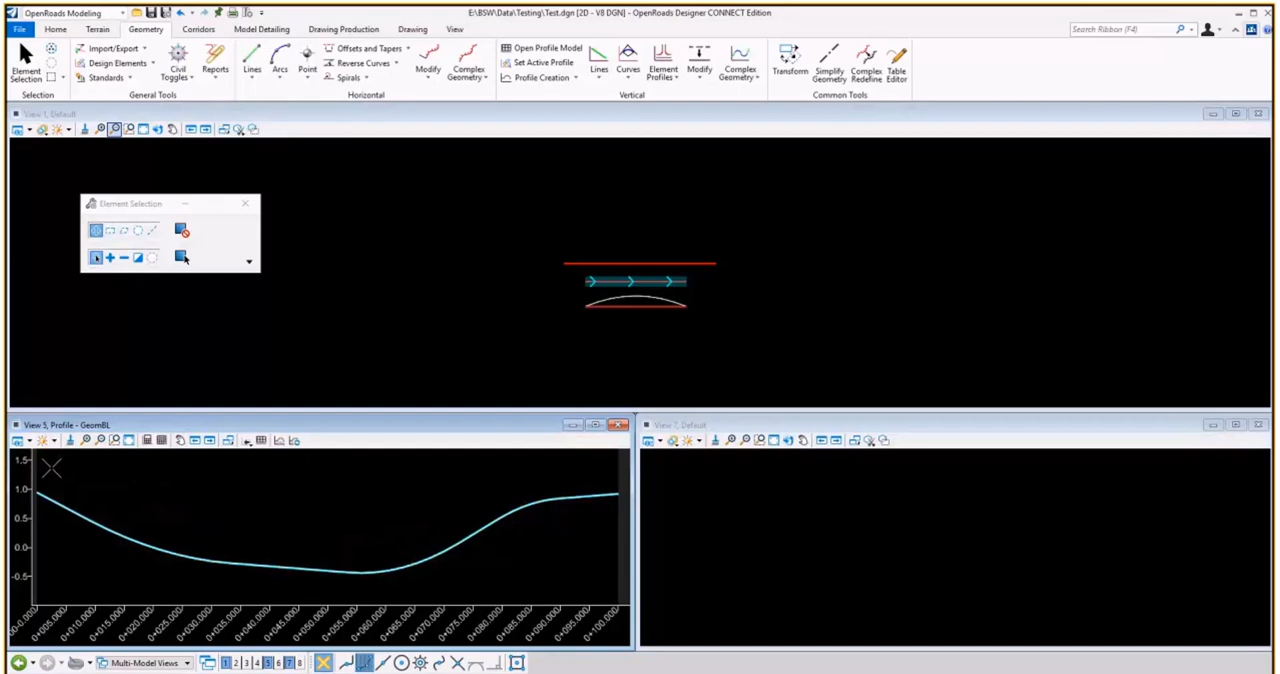 OpenRoads Modeling
E:\BSW\Data\Testing\Test.dgn [2D - V8 DGN] - OpenRoads Designer CONNECT Edition
File Home Terrain Geometry Corridors Model Detailing Drawing Production Drawing View
Search Ribbon (F4)
Element Selection
Import/Export
Design Elements
Standards
Civil Toggles
Reports
Lines
Arcs
Point
Offsets and Tapers
Reverse Curves
Spirals
Modify
Complex Geometry
Open Profile Model
Set Active Profile
Profile Creation
Lines
Curves
Element Profiles
Modify
Complex Geometry
Transform
Simplify Geometry
Complex Redefine
Table Editor
Selection General Tools Horizontal Vertical Common Tools
View 1, Default
Element Selection
View 5, Profile - GeomBL
View 7, Default
1.5
1.0
0.5
0.0
-0.5
0+005.000 0+010.000 0+015.000 0+020.000 0+025.000 0+030.000 0+035.000 0+040.000 0+045.000 0+050.000 0+055.000 0+060.000 0+065.000 0+070.000 0+075.000 0+080.000 0+085.000 0+090.000 0+095.000 0+100.000
Multi-Model Views 1 2 3 4 5 6 7 8